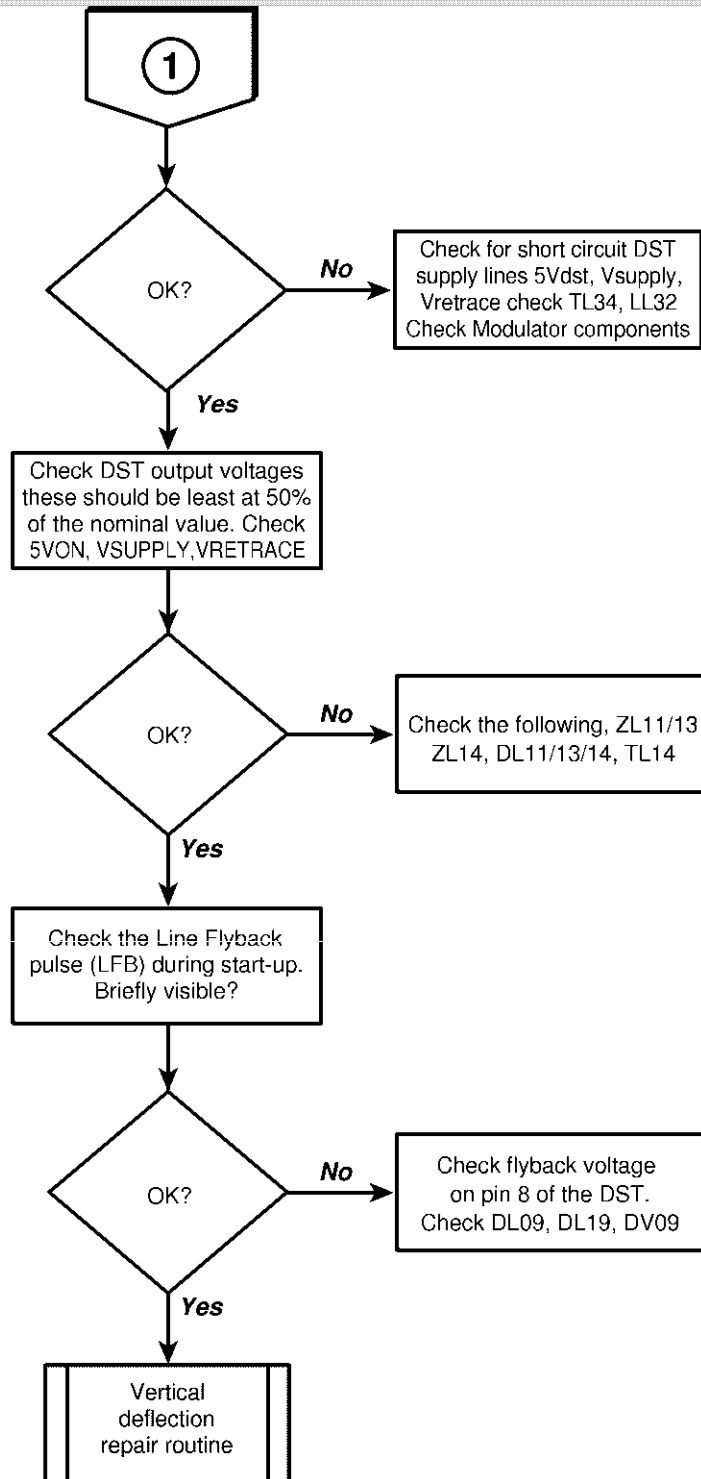 1
OK?
No
Check for short circuit DST
supply lines 5Vdst, Vsupply,
Vretrace check TL34, LL32
Check Modulator components
Yes
Check DST output voltages
these should be least at 50%
of the nominal value. Check
5VON, VSUPPLY,VRETRACE
OK?
No
Check the following, ZL11/13
ZL14, DL11/13/14, TL14
Yes
Check the Line Flyback
pulse (LFB) during start-up.
Briefly visible?
OK?
No
Check flyback voltage
on pin 8 of the DST.
Check DL09, DL19, DV09
Yes
Vertical
deflection
repair routine